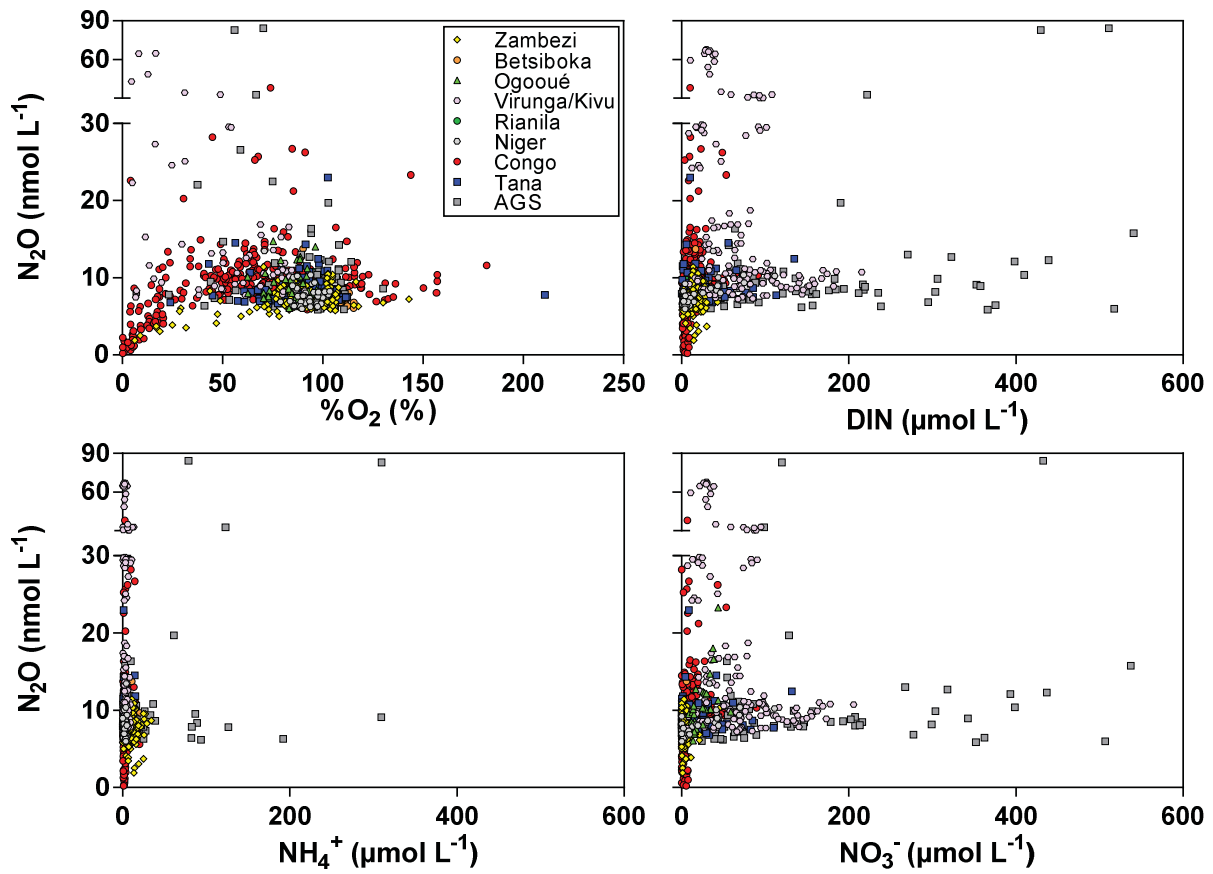 90
60
30
20
10
0
N₂O (nmol L⁻¹)
0 50 100 150 200 250
%O₂ (%)
Zambezi
Betsiboka
Ogooué
Virunga/Kivu
Rianila
Niger
Congo
Tana
AGS
0 200 400 600
DIN (µmol L⁻¹)
90
60
30
20
10
0
N₂O (nmol L⁻¹)
0 200 400 600
NH₄⁺ (µmol L⁻¹)
0 200 400 600
NO₃⁻ (µmol L⁻¹)